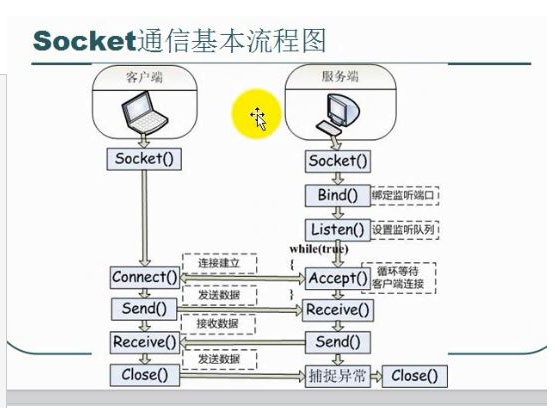 Socket通信基本流程图
客户端
服务端
Socket()
Socket()
Bind()
绑定监听端口
Listen()
设置监听队列
while(true)
{
连接建立
Connect()
Accept()
循环等待
客户端连接
发送数据
}
Send()
Receive()
接收数据
Receive()
Send()
发送数据
Close()
捕捉异常
Close()